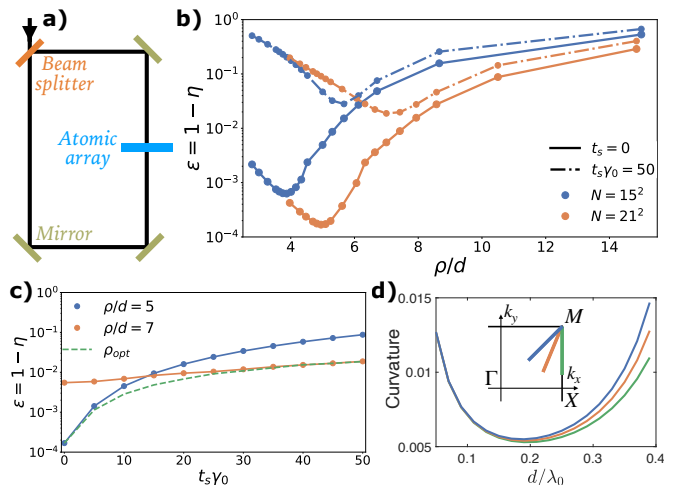 a)
Beam
splitter
Atomic
array
Mirror
b)
ε = 1 − η
10⁰
10⁻¹
10⁻²
10⁻³
10⁻⁴
4 6 8 10 12 14
ρ/d
t_s = 0
t_sγ₀ = 50
N = 15²
N = 21²
c)
ε = 1 − η
10⁰
10⁻¹
10⁻²
10⁻³
10⁻⁴
0 10 20 30 40 50
t_sγ₀
ρ/d = 5
ρ/d = 7
ρ_opt
d)
Curvature
0.015
0.010
0.005
0.1 0.2 0.3 0.4
d/λ₀
k_y
M
Γ
k_x
X